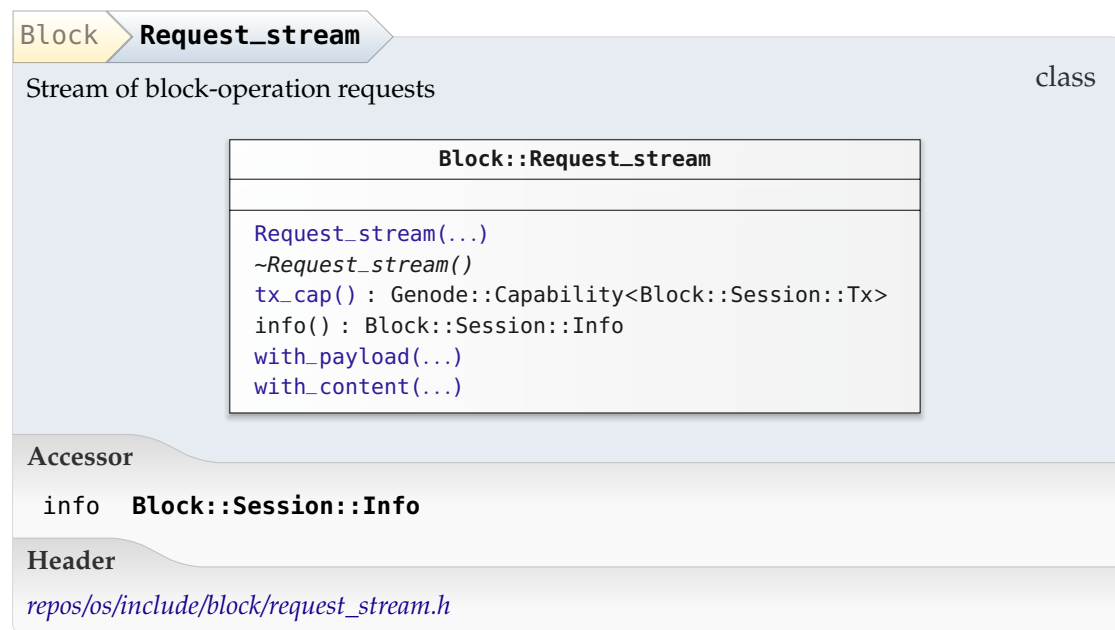 Block Request_stream
class
Stream of block-operation requests
Block::Request_stream
Request_stream(...)
~Request_stream()
tx_cap() : Genode::Capability<Block::Session::Tx>
info() : Block::Session::Info
with_payload(...)
with_content(...)
Accessor
info Block::Session::Info
Header
repos/os/include/block/request_stream.h